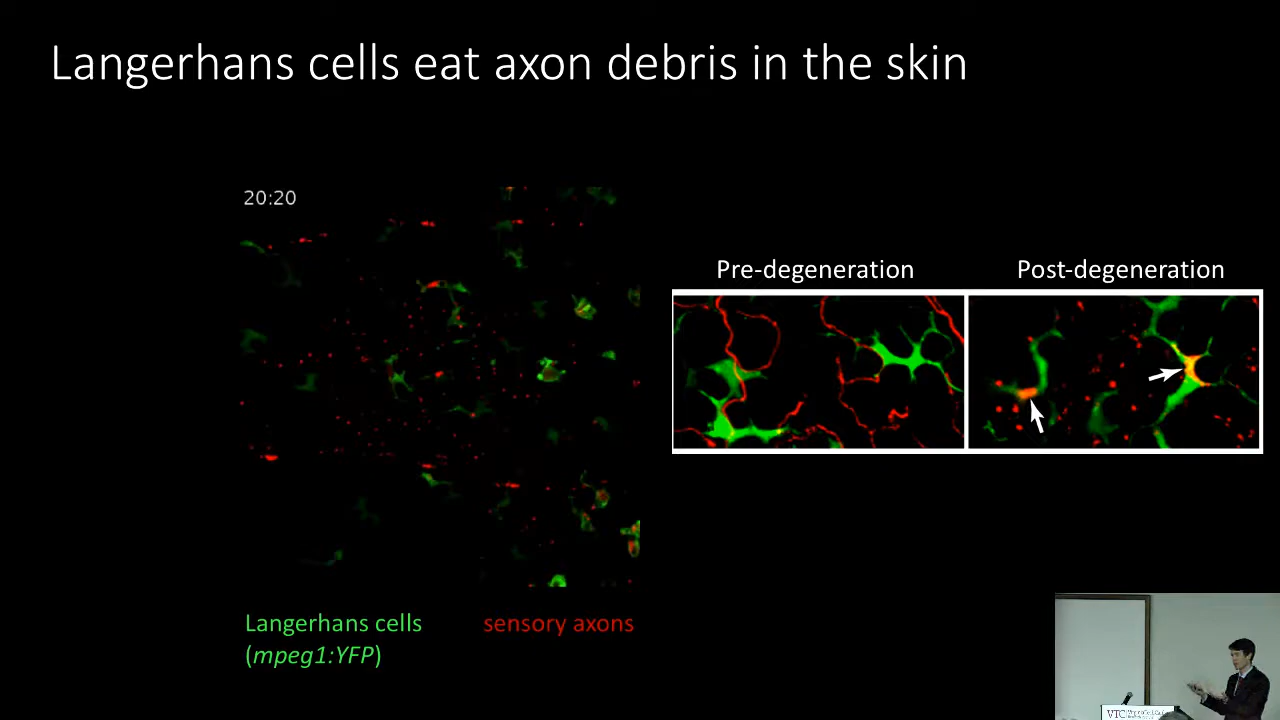 Langerhans cells eat axon debris in the skin
20:20
Pre-degeneration
Post-degeneration
Langerhans cells
sensory axons
(mpeg1:YFP)
VTC